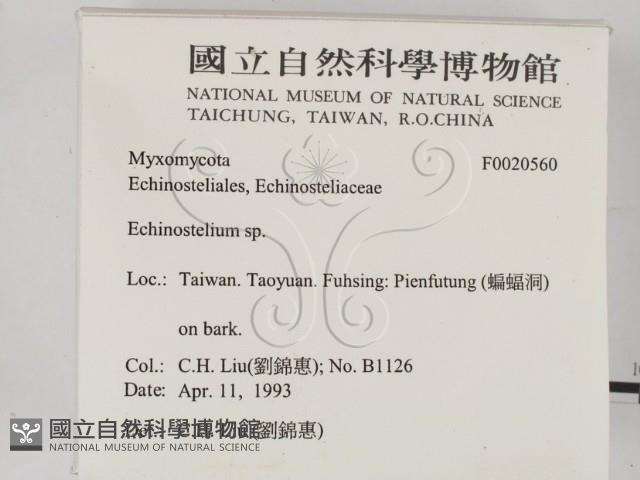 國立自然科學博物館
NATIONAL MUSEUM OF NATURAL SCIENCE
TAICHUNG, TAIWAN, R.O.CHINA
Myxomycota F0020560
Echinosteliales, Echinosteliaceae
Echinostelium sp.
Loc.: Taiwan. Taoyuan. Fuhsing: Pienfutung (蝙蝠洞)
on bark.
Col.: C.H. Liu(劉錦惠); No. B1126
Date: Apr. 11, 1993
(劉錦惠)
國立自然科學博物館
NATIONAL MUSEUM OF NATURAL SCIENCE